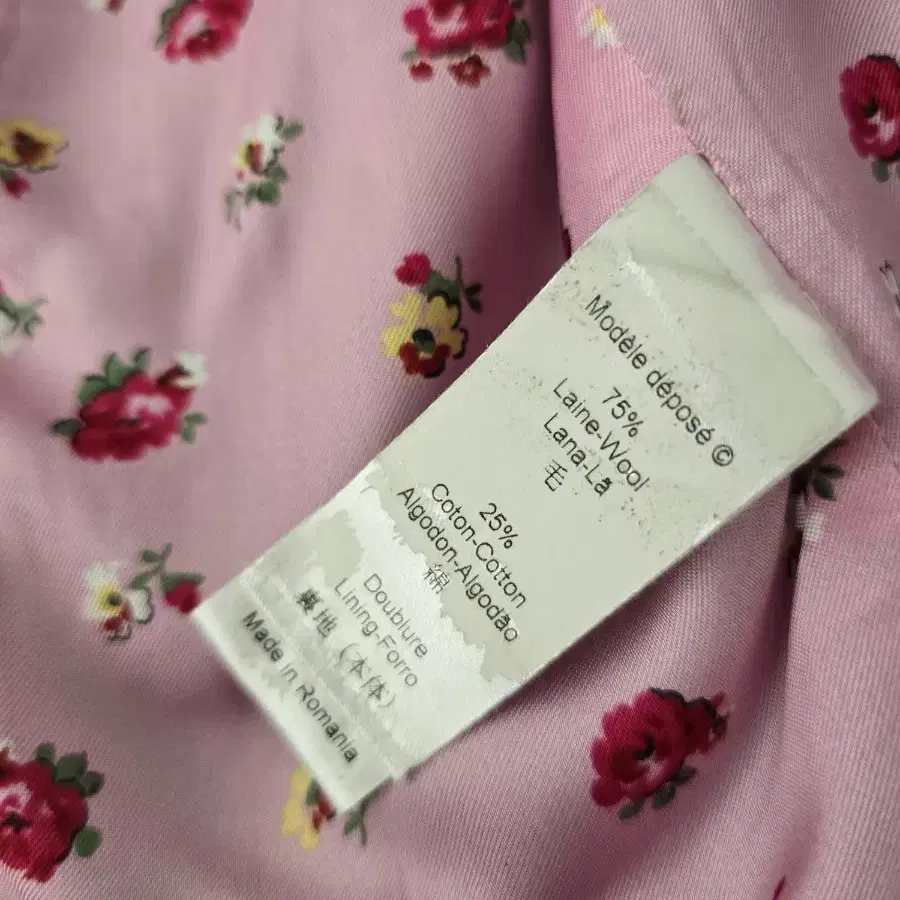 Modèle déposé ©
75%
Laine-Wool
Lana-Lã
毛
25%
Coton-Cotton
Algodon-Algodão
綿
Doublure
Lining-Forro
裏地 (本体)
Made in Romania